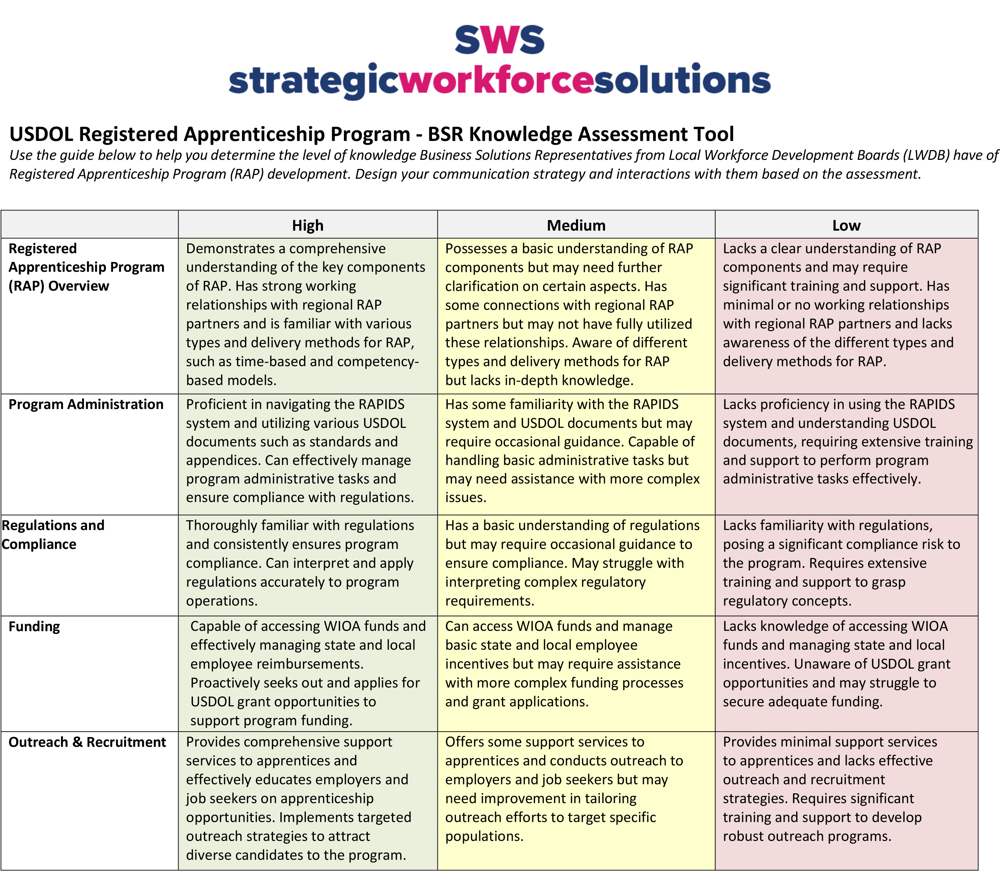 sws
strategicworkforcesolutions
USDOL Registered Apprenticeship Program - BSR Knowledge Assessment Tool
Use the guide below to help you determine the level of knowledge Business Solutions Representatives from Local Workforce Development Boards (LWDB) have of
Registered Apprenticeship Program (RAP) development. Design your communication strategy and interactions with them based on the assessment.
High
Medium
Low
Registered
Apprenticeship Program
(RAP) Overview
Demonstrates a comprehensive
understanding of the key components
of RAP. Has strong working
relationships with regional RAP
partners and is familiar with various
types and delivery methods for RAP,
such as time-based and competency-
based models.
Possesses a basic understanding of RAP
components but may need further
clarification on certain aspects. Has
some connections with regional RAP
partners but may not have fully utilized
these relationships. Aware of different
types and delivery methods for RAP
but lacks in-depth knowledge.
Lacks a clear understanding of RAP
components and may require
significant training and support. Has
minimal or no working relationships
with regional RAP partners and lacks
awareness of the different types and
delivery methods for RAP.
Program Administration
Proficient in navigating the RAPIDS
system and utilizing various USDOL
documents such as standards and
appendices. Can effectively manage
program administrative tasks and
ensure compliance with regulations.
Has some familiarity with the RAPIDS
system and USDOL documents but may
require occasional guidance. Capable of
handling basic administrative tasks but
may need assistance with more complex
issues.
Lacks proficiency in using the RAPIDS
system and understanding USDOL
documents, requiring extensive training
and support to perform program
administrative tasks effectively.
Regulations and
Compliance
Thoroughly familiar with regulations
and consistently ensures program
compliance. Can interpret and apply
regulations accurately to program
operations.
Has a basic understanding of regulations
but may require occasional guidance to
ensure compliance. May struggle with
interpreting complex regulatory
requirements.
Lacks familiarity with regulations,
posing a significant compliance risk to
the program. Requires extensive
training and support to grasp
regulatory concepts.
Funding
Capable of accessing WIOA funds and
effectively managing state and local
employee reimbursements.
Proactively seeks out and applies for
USDOL grant opportunities to
support program funding.
Can access WIOA funds and manage
basic state and local employee
incentives but may require assistance
with more complex funding processes
and grant applications.
Lacks knowledge of accessing WIOA
funds and managing state and local
incentives. Unaware of USDOL grant
opportunities and may struggle to
secure adequate funding.
Outreach & Recruitment
Provides comprehensive support
services to apprentices and
effectively educates employers and
job seekers on apprenticeship
opportunities. Implements targeted
outreach strategies to attract
diverse candidates to the program.
Offers some support services to
apprentices and conducts outreach to
employers and job seekers but may
need improvement in tailoring
outreach efforts to target specific
populations.
Provides minimal support services
to apprentices and lacks effective
outreach and recruitment
strategies. Requires significant
training and support to develop
robust outreach programs.